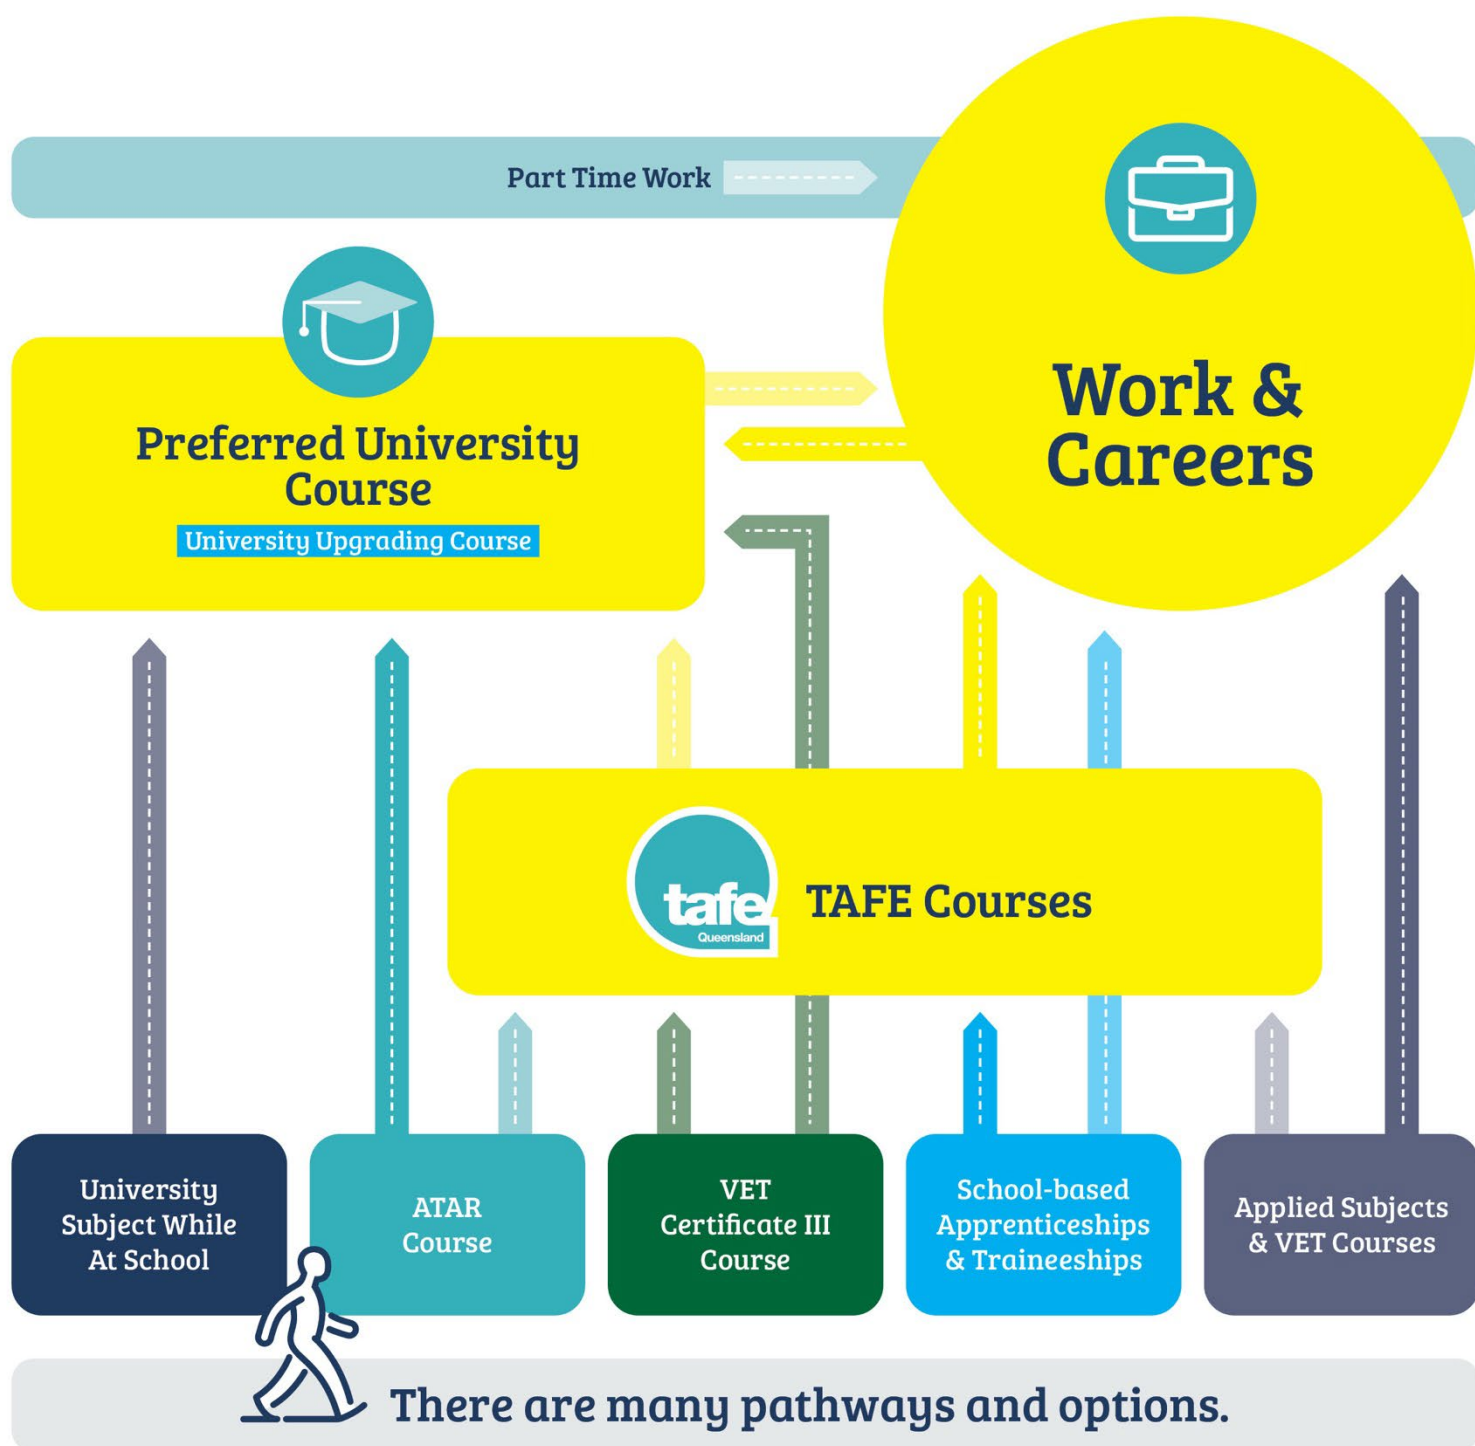 Part Time Work
Work &
Careers
Preferred University
Course
University Upgrading Course
tafe
Queensland
TAFE Courses
University
Subject While
At School
ATAR
Course
VET
Certificate III
Course
School-based
Apprenticeships
& Traineeships
Applied Subjects
& VET Courses
There are many pathways and options.